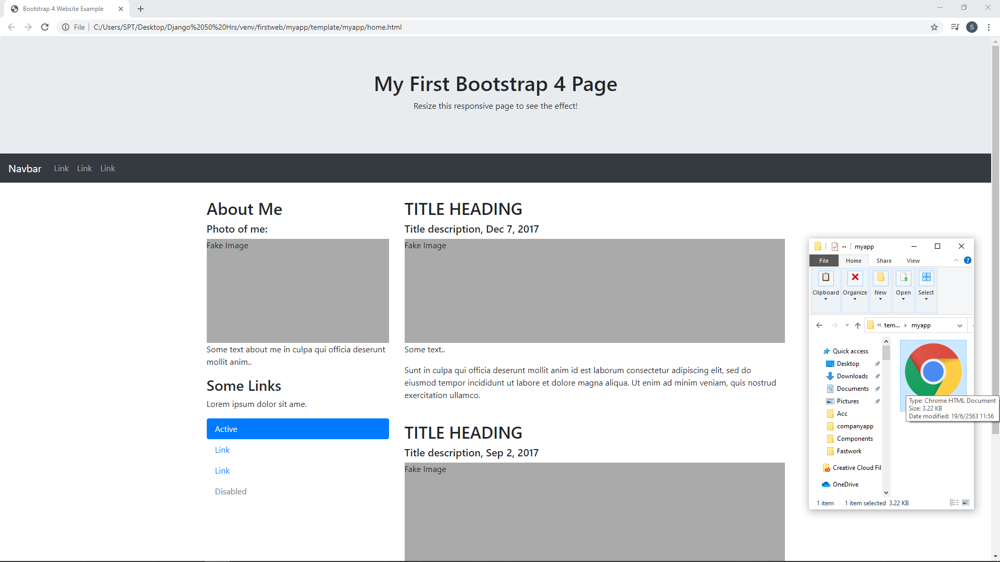 Bootstrap 4 Website Example
File
C:/Users/SPT/Desktop/Django%2050%20Hrs/venv/firstweb/myapp/template/myapp/home.html
S
My First Bootstrap 4 Page
Resize this responsive page to see the effect!
Navbar Link Link Link
About Me
Photo of me:
Fake Image
Some text about me in culpa qui officia deserunt
mollit anim..
Some Links
Lorem ipsum dolor sit ame.
Active
Link
Link
Disabled
TITLE HEADING
Title description, Dec 7, 2017
Fake Image
Some text..
Sunt in culpa qui officia deserunt mollit anim id est laborum consectetur adipiscing elit, sed do
eiusmod tempor incididunt ut labore et dolore magna aliqua. Ut enim ad minim veniam, quis nostrud
exercitation ullamco.
TITLE HEADING
Title description, Sep 2, 2017
Fake Image
myapp
File Home Share View
Clipboard Organize New Open Select
« tem... › myapp
Quick access
Desktop
Downloads
Documents
Pictures
Acc
companyapp
Components
Fastwork
Creative Cloud Fil
OneDrive
Type: Chrome HTML Document
Size: 3.22 KB
Date modified: 19/6/2563 11:56
1 item 1 item selected 3.22 KB